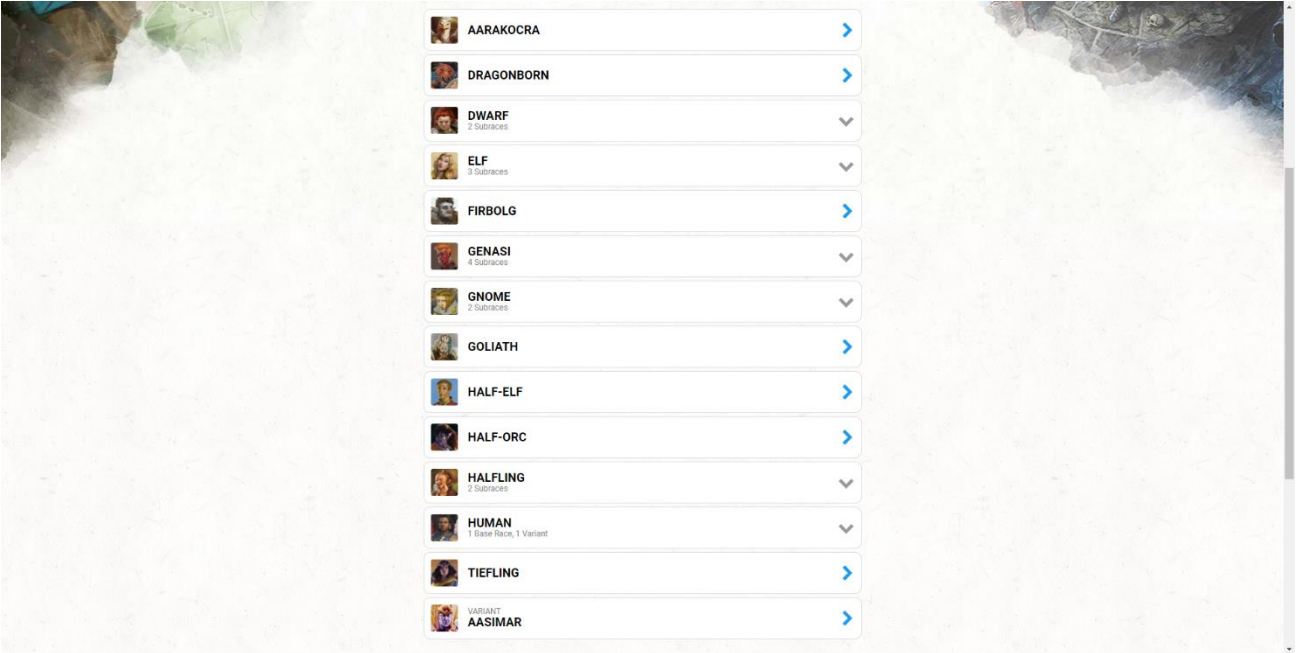 AARAKOCRA
DRAGONBORN
DWARF
2 Subraces
ELF
3 Subraces
FIRBOLG
GENASI
4 Subraces
GNOME
2 Subraces
GOLIATH
HALF-ELF
HALF-ORC
HALFLING
2 Subraces
HUMAN
1 Base Race, 1 Variant
TIEFLING
VARIANT
AASIMAR